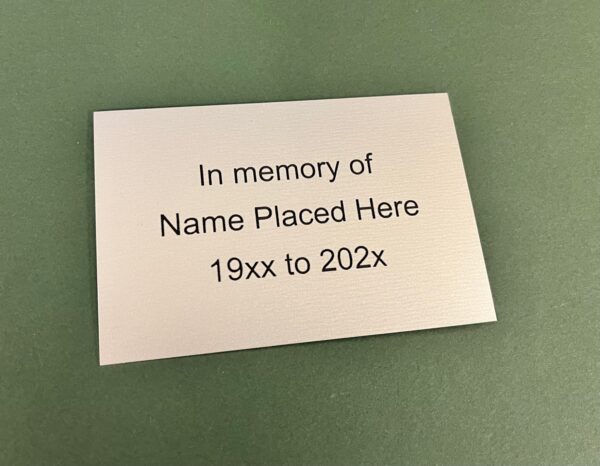 In memory of
Name Placed Here
19xx to 202x